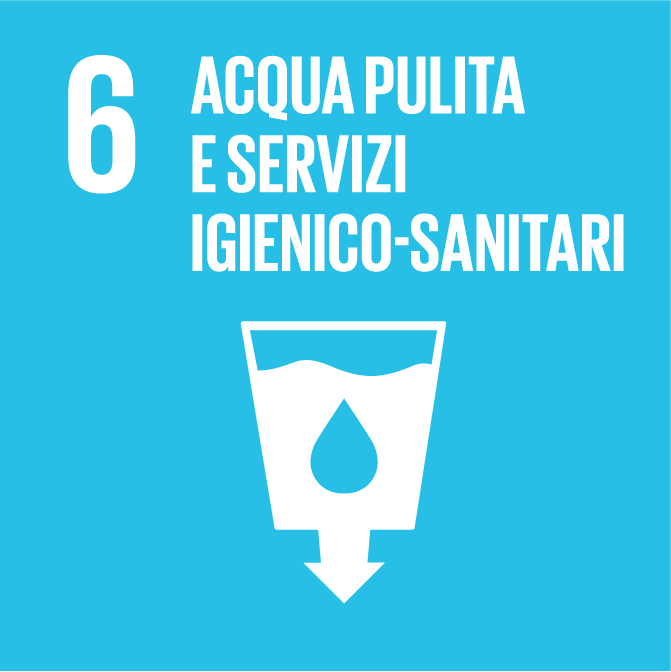 6
ACQUA PULITA
E SERVIZI
IGIENICO-SANITARI